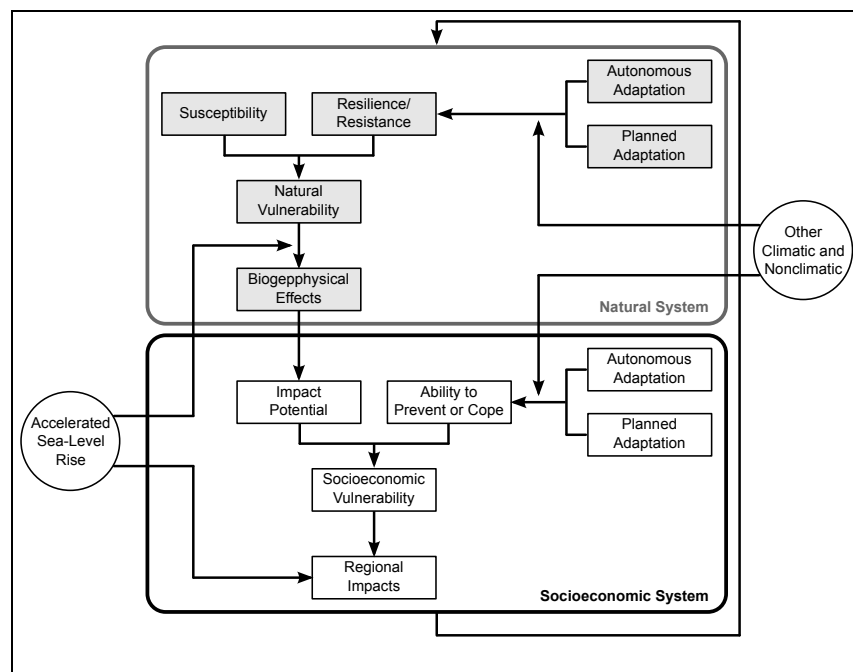 Autonomous
Adaptation
Susceptibility
Resilience/
Resistance
Planned
Adaptation
Natural
Vulnerability
Other
Climatic and
Nonclimatic
Biogepphysical
Effects
Natural System
Autonomous
Adaptation
Impact
Potential
Ability to
Prevent or Cope
Accelerated
Sea-Level
Rise
Planned
Adaptation
Socioeconomic
Vulnerability
Regional
Impacts
Socioeconomic System